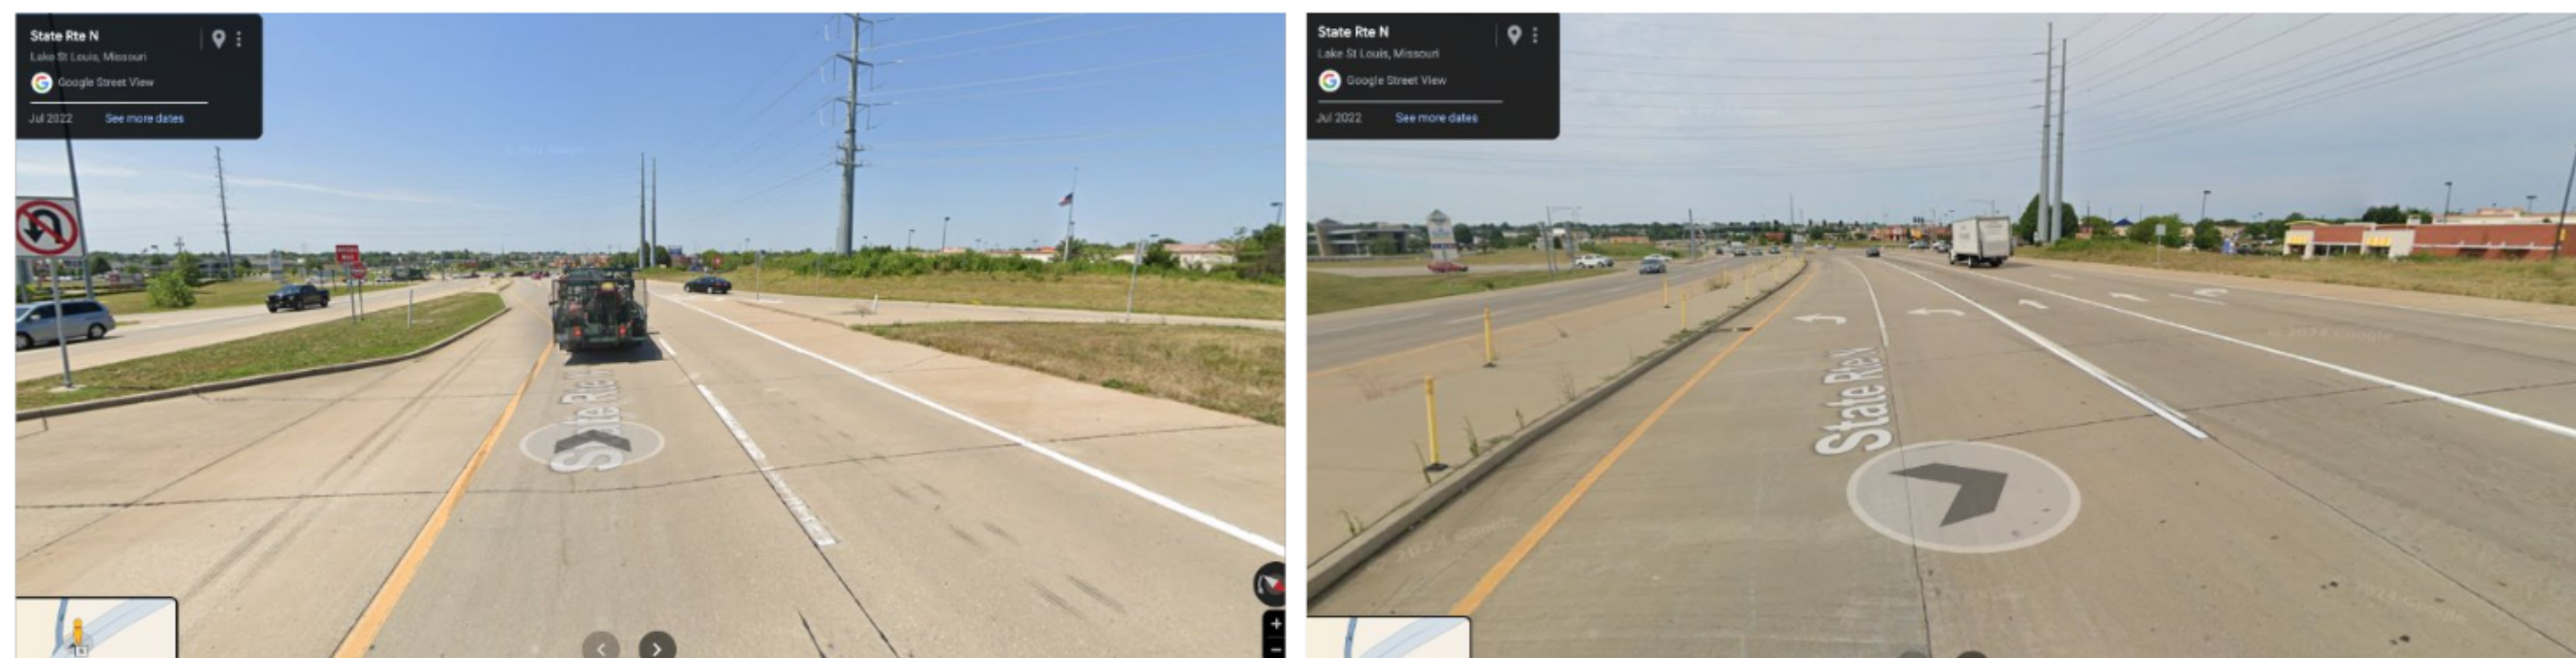 State Rte N
Lake St Louis, Missouri
Google Street View
Jul 2022
See more dates
State Rte N
State Rte N
Lake St Louis, Missouri
Google Street View
Jul 2022
See more dates
State Rte N